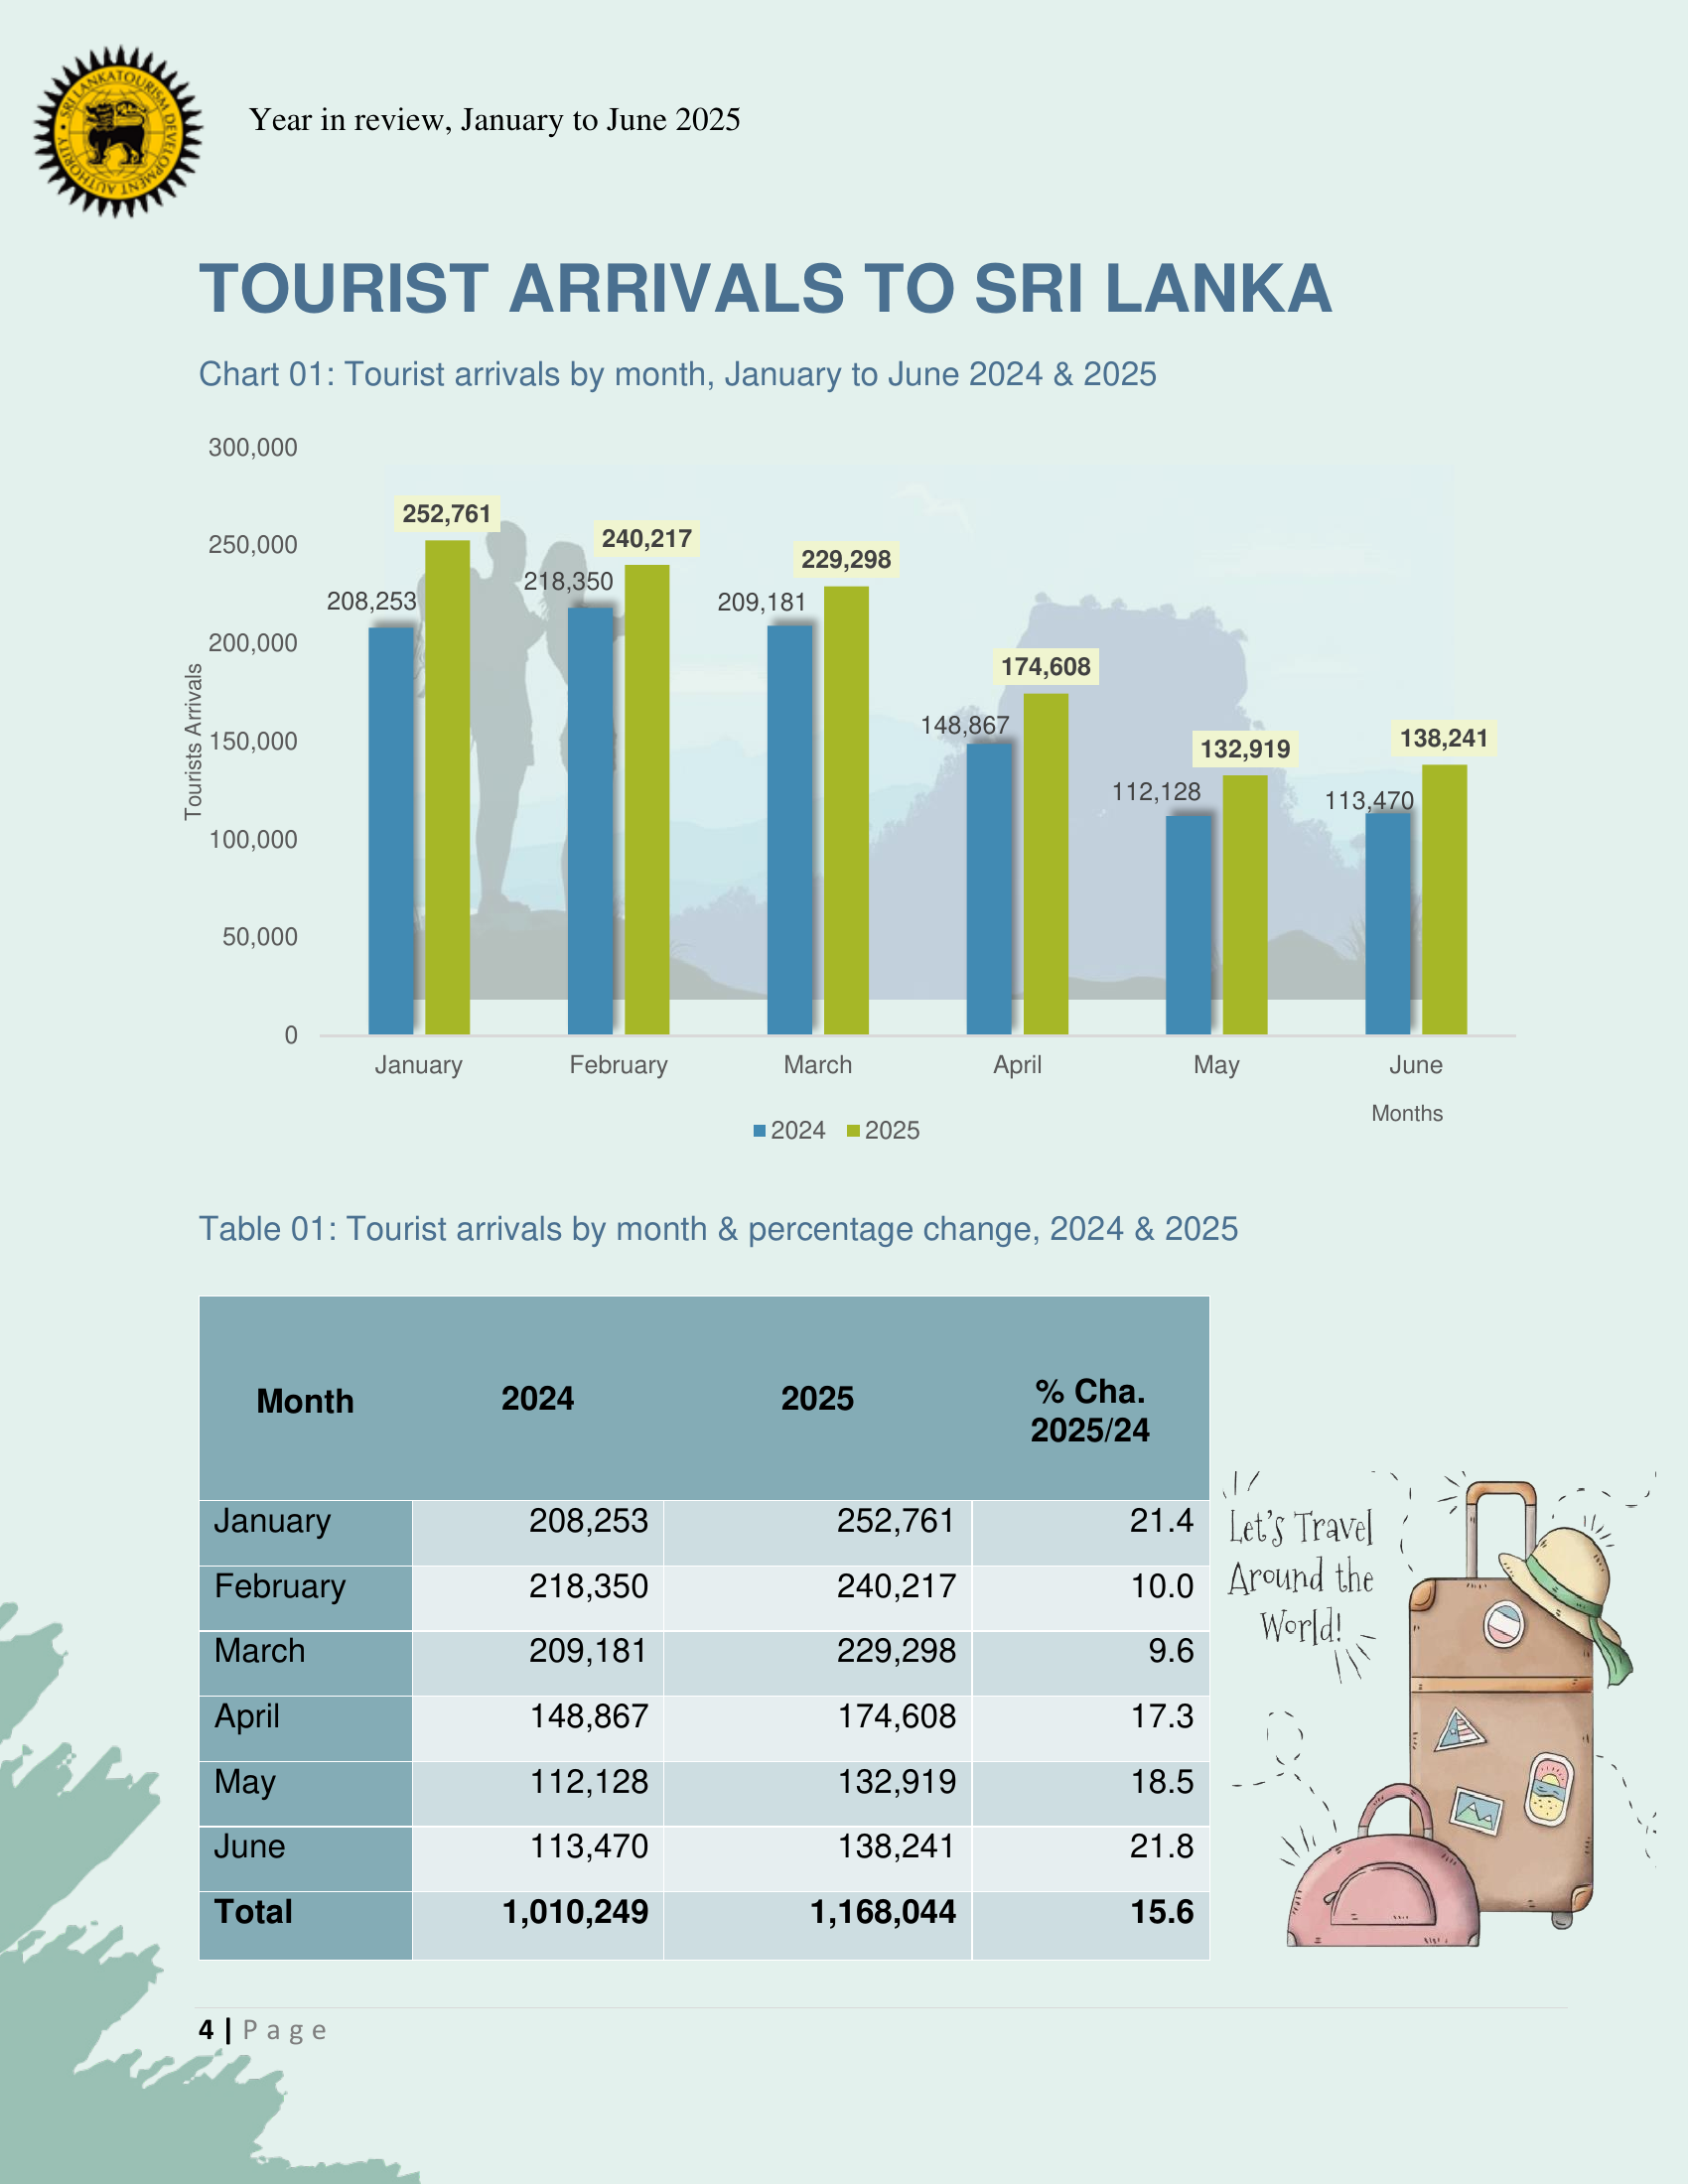 SRI LANKA TOURISM DEVELOPMENT AUTHORITY
Year in review, January to June 2025
TOURIST ARRIVALS TO SRI LANKA
Chart 01: Tourist arrivals by month, January to June 2024 & 2025
Tourists Arrivals
300,000
250,000
200,000
150,000
100,000
50,000
0
208,253
252,761
218,350
240,217
209,181
229,298
148,867
174,608
112,128
132,919
113,470
138,241
January February March April May June
Months
2024 2025
Table 01: Tourist arrivals by month & percentage change, 2024 & 2025
Month 2024 2025 % Cha.
2025/24
January 208,253 252,761 21.4
February 218,350 240,217 10.0
March 209,181 229,298 9.6
April 148,867 174,608 17.3
May 112,128 132,919 18.5
June 113,470 138,241 21.8
Total 1,010,249 1,168,044 15.6
Let's Travel
Around the
World!
4 | Page